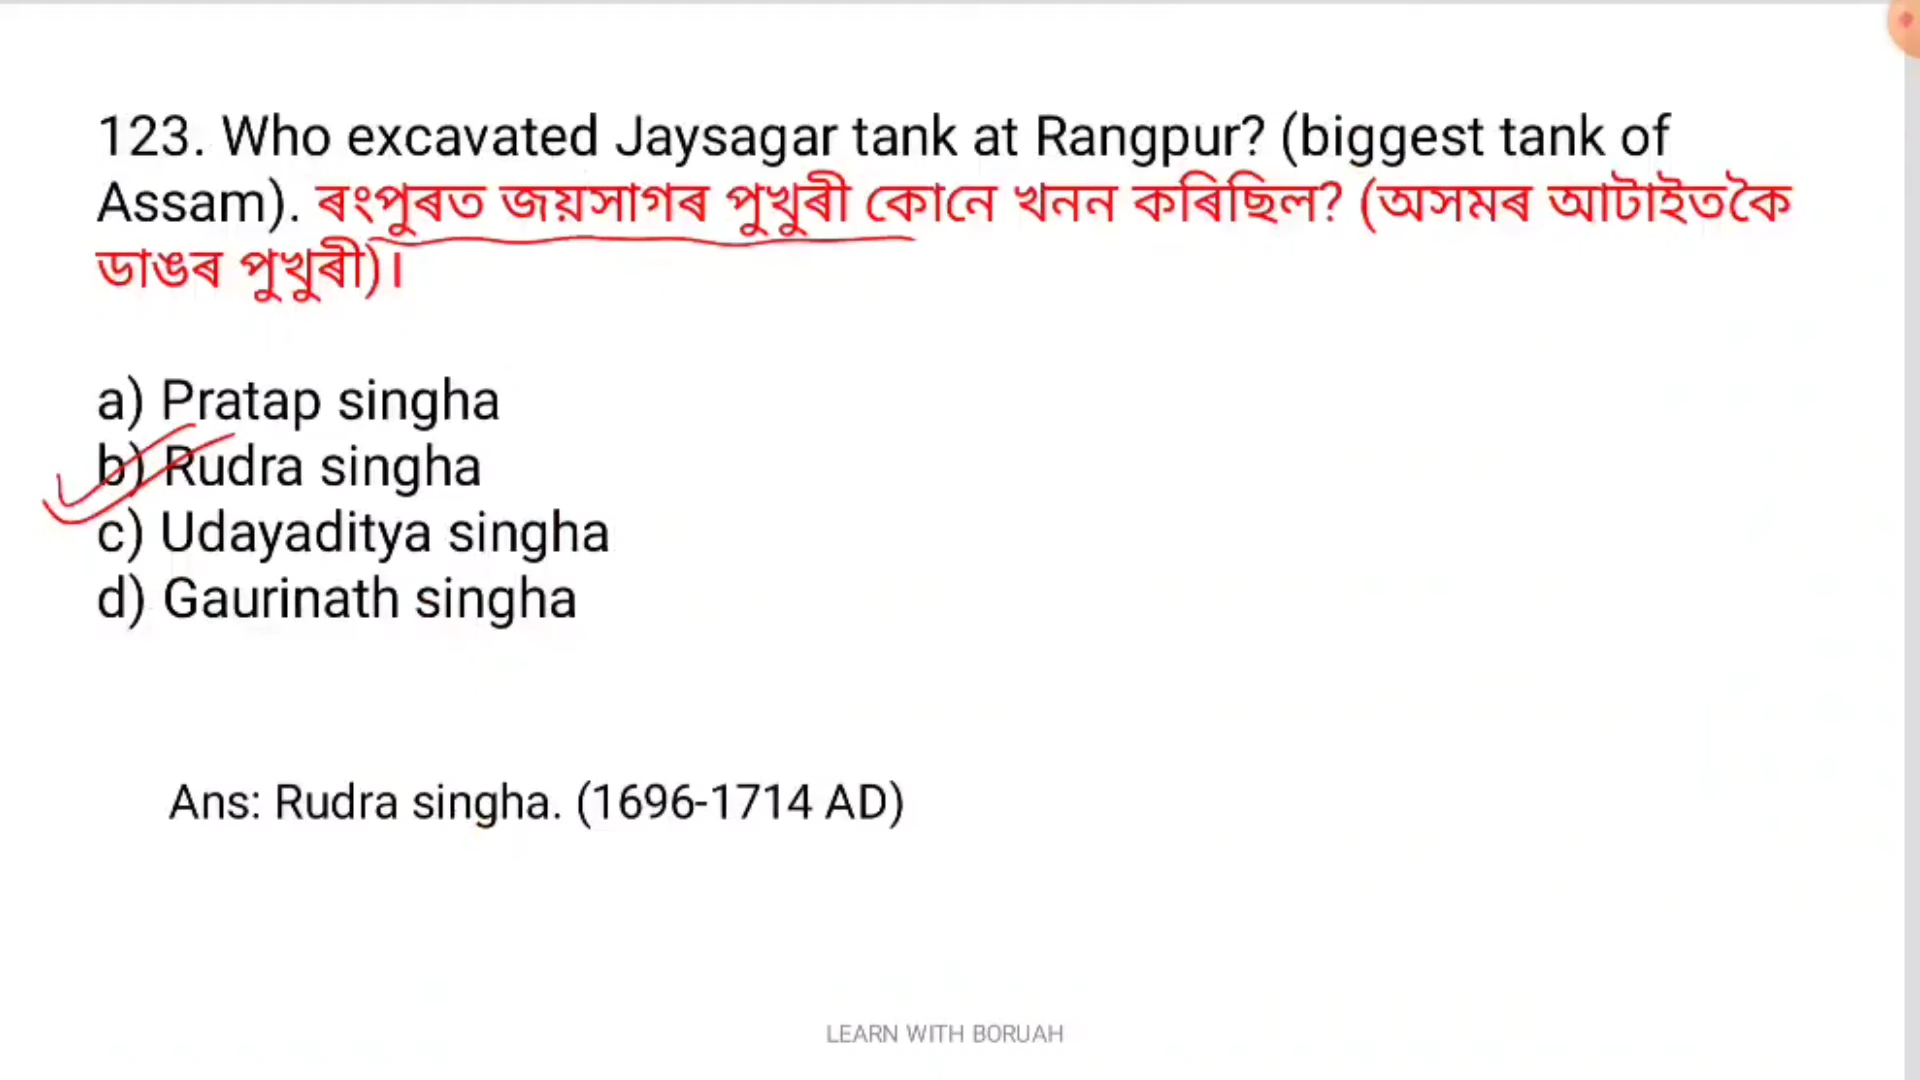 123. Who excavated Jaysagar tank at Rangpur? (biggest tank of
Assam). ৰংপুৰত জয়সাগৰ পুখুৰী কোনে খনন কৰিছিল? (অসমৰ আটাইতকৈ
ডাঙৰ পুখুৰী)।
a) Pratap singha
b) Rudra singha
c) Udayaditya singha
d) Gaurinath singha
Ans: Rudra singha. (1696-1714 AD)
LEARN WITH BORUAH